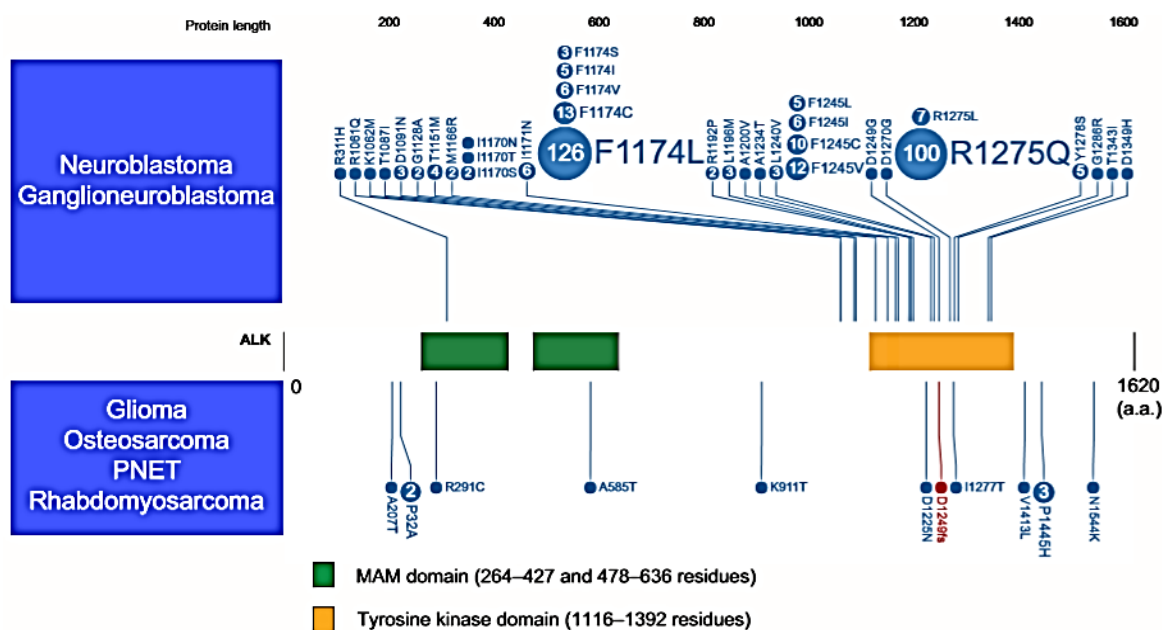 Protein length 200 400 600 800 1000 1200 1400 1600
Neuroblastoma
Ganglioneuroblastoma
R311H
R1061Q
K1062M
T1087I
3 D1091N
2 G1128A
4 T1151M
2 M1166R
I1170N
I1170T
2 I1170S
6 I1171N
3 F1174S
5 F1174I
6 F1174V
13 F1174C
126 F1174L
2 R1192P
3 L1196M
A1200V
A1234T
3 L1240V
5 F1245L
6 F1245I
10 F1245C
12 F1245V
D1249G
D1270G
7 R1275L
100 R1275Q
5 Y1278S
G1286R
T1343I
D1349H
ALK
0
1620
(a.a.)
Glioma
Osteosarcoma
PNET
Rhabdomyosarcoma
A207T
2 P32A
R291C
A585T
K911T
D1225N
D1249fs
I1277T
V1413L
3 P1445H
N1544K
MAM domain (264–427 and 478–636 residues)
Tyrosine kinase domain (1116–1392 residues)